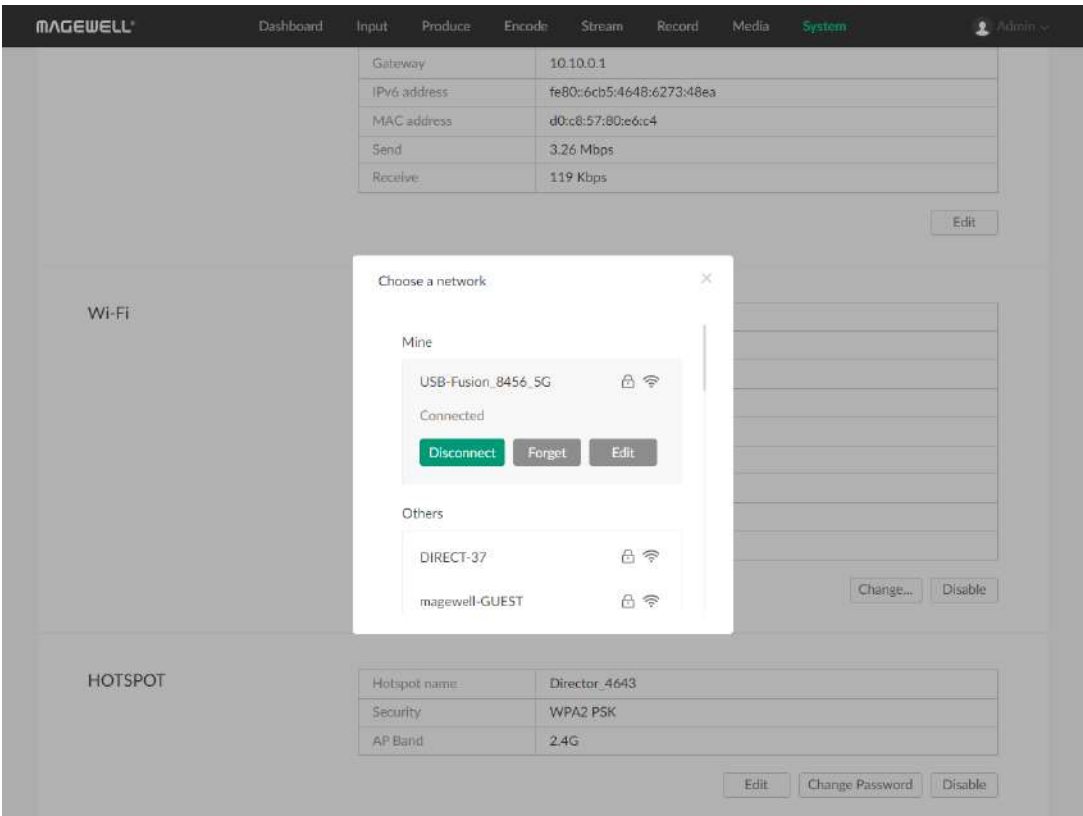 MAGEWELL® Dashboard Input Produce Encode Stream Record Media System Admin
Gateway 10.10.0.1
IPv6 address fe80::6cb5:4648:6273:48ea
MAC address d0:c8:57:80:e6:c4
Send 3.26 Mbps
Receive 119 Kbps
Edit
Choose a network
Wi-Fi
Mine
USB-Fusion_8456_5G
Connected
Disconnect Forget Edit
Others
DIRECT-37
magewell-GUEST
Change... Disable
HOTSPOT
Hotspot name Director_4643
Security WPA2 PSK
AP Band 2.4G
Edit Change Password Disable